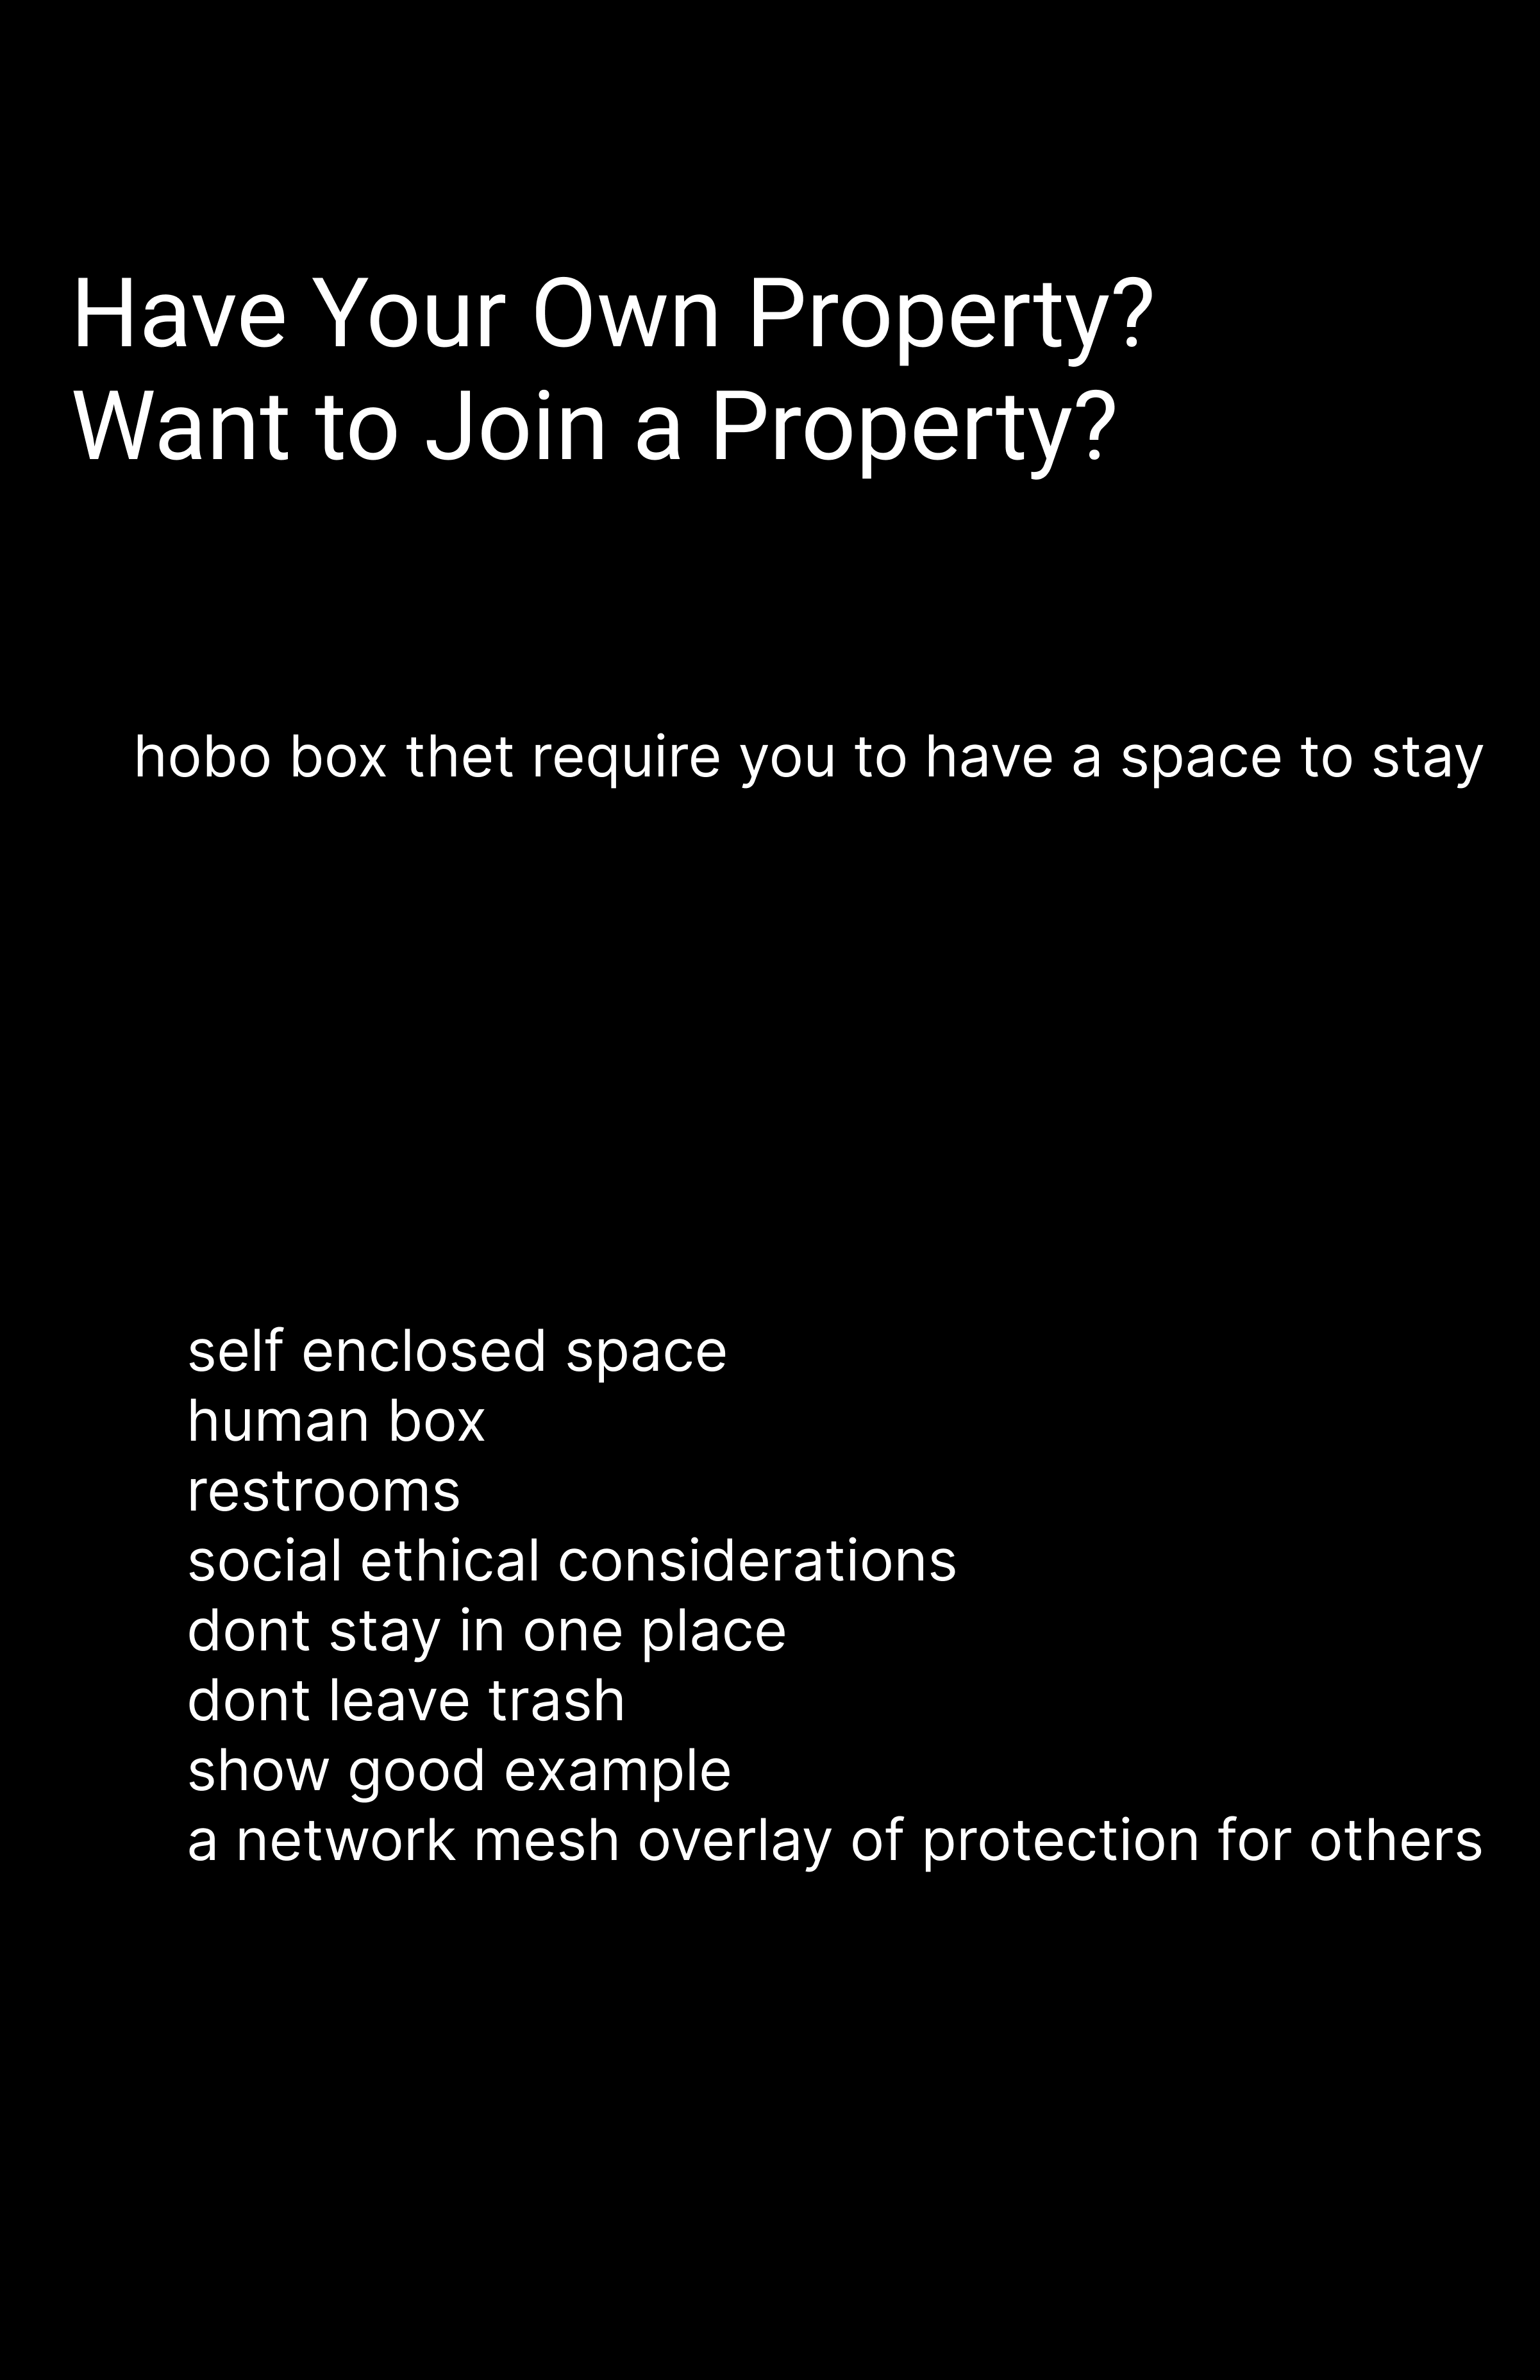 Have Your Own Property?
Want to Join a Property?
hobo box thet require you to have a space to stay
self enclosed space
human box
restrooms
social ethical considerations
dont stay in one place
dont leave trash
show good example
a network mesh overlay of protection for others